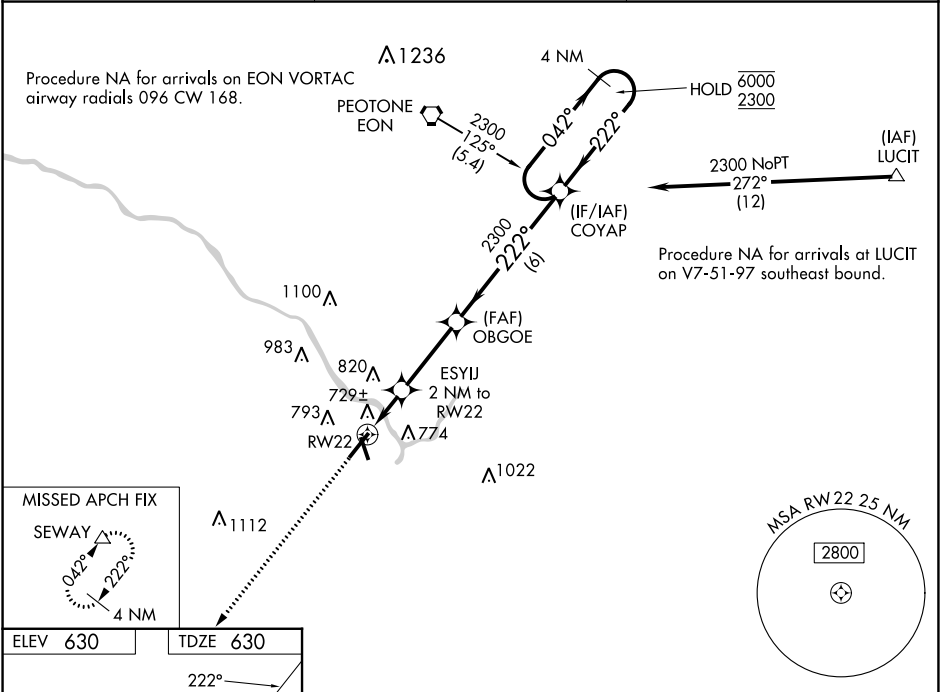 1236
Procedure NA for arrivals on EON VORTAC
airway radials 096 CW 168.
PEOTONE
EON
2300
125°
(5.4)
4 NM
042°
222°
HOLD 6000
2300
(IAF)
LUCIT
2300 NoPT
272°
(12)
(IF/IAF)
COYAP
Procedure NA for arrivals at LUCIT
on V7-51-97 southeast bound.
2300
222°
(6)
1100
(FAF)
OBGOE
983
820
ESYIJ
2 NM to
RW22
729±
793
RW22
774
1022
1112
MISSED APCH FIX
SEWAY
042°
222°
4 NM
MSA RW 22 25 NM
2800
ELEV 630
TDZE 630
222°